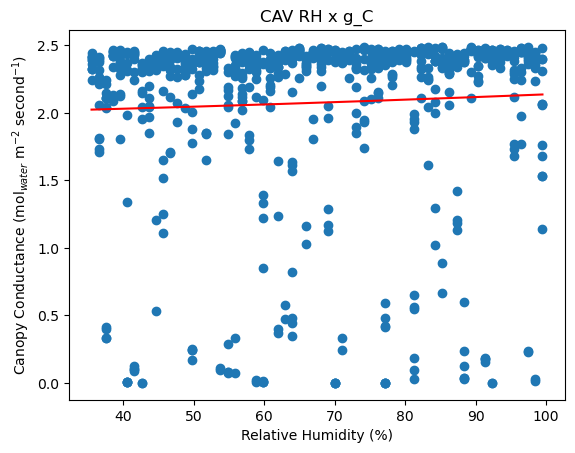 CAV RH x g_C
Canopy Conductance (mol_water m⁻² second⁻¹)
2.5
2.0
1.5
1.0
0.5
0.0
40 50 60 70 80 90 100
Relative Humidity (%)